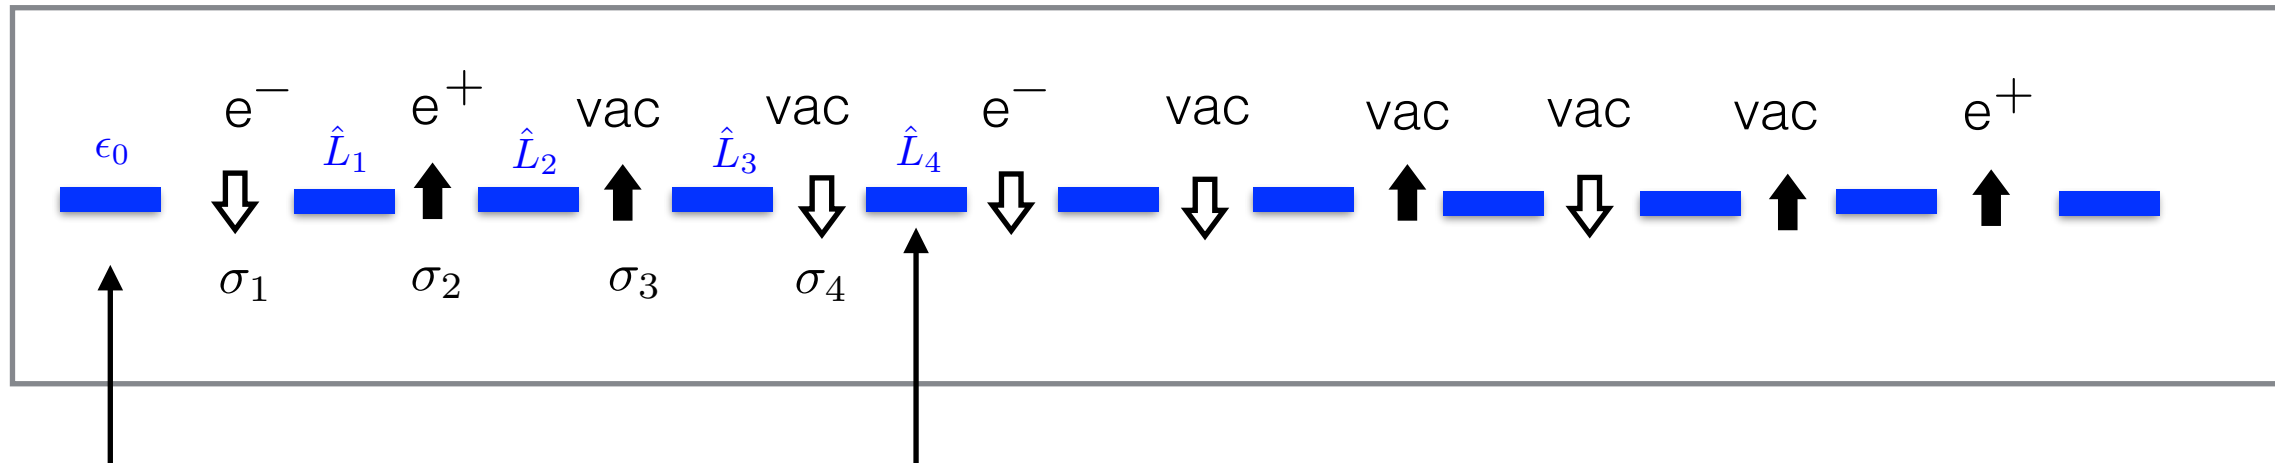 e⁻ e⁺ vac vac e⁻ vac vac vac vac e⁺
ϵ₀ L̂₁ L̂₂ L̂₃ L̂₄
σ₁ σ₂ σ₃ σ₄